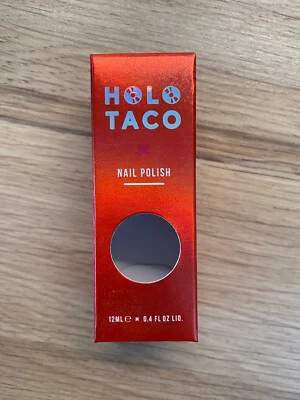 HOLO
TACO
NAIL POLISH
12ML ℮ 0.4 FL OZ LIQ.